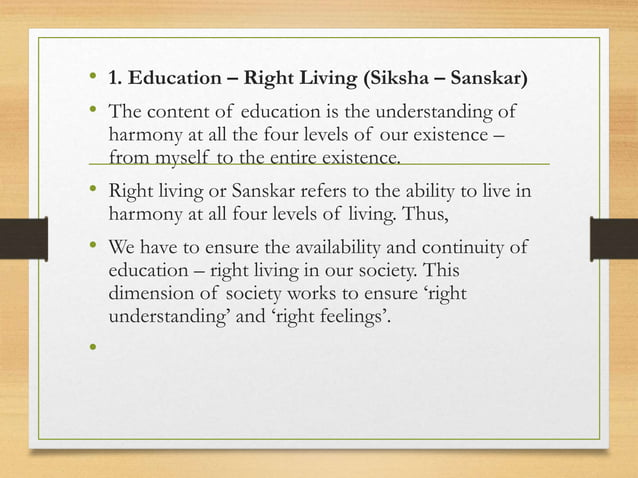 • 1. Education – Right Living (Siksha – Sanskar)
• The content of education is the understanding of
harmony at all the four levels of our existence –
from myself to the entire existence.
• Right living or Sanskar refers to the ability to live in
harmony at all four levels of living. Thus,
• We have to ensure the availability and continuity of
education – right living in our society. This
dimension of society works to ensure ‘right
understanding’ and ‘right feelings’.
•